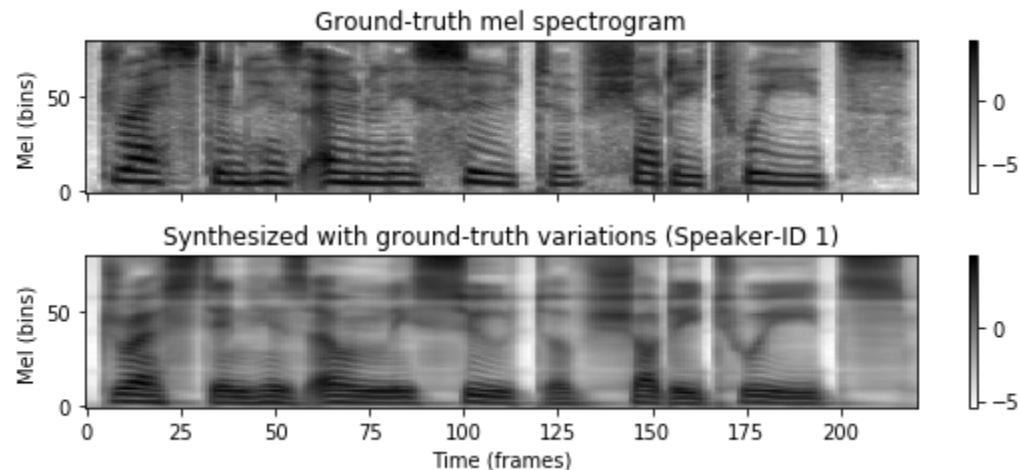 Ground-truth mel spectrogram
Mel (bins)
50
0
0
−5
Synthesized with ground-truth variations (Speaker-ID 1)
Mel (bins)
50
0
0
−5
0 25 50 75 100 125 150 175 200
Time (frames)